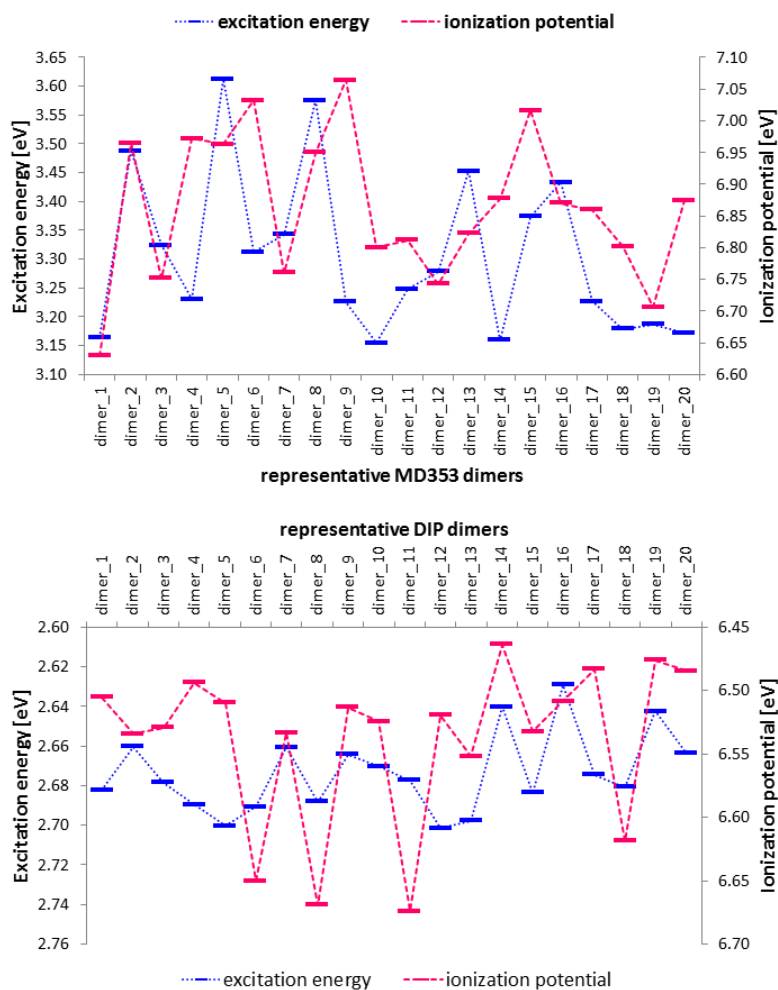 excitation energy ionization potential
3.65 7.10
3.60 7.05
3.55 7.00
3.50 6.95
3.45 6.90
3.40 6.85
3.35 6.80
3.30 6.75
3.25 6.70
3.20 6.65
3.15 6.60
3.10
Excitation energy [eV]
Ionization potential [eV]
dimer_1
dimer_2
dimer_3
dimer_4
dimer_5
dimer_6
dimer_7
dimer_8
dimer_9
dimer_10
dimer_11
dimer_12
dimer_13
dimer_14
dimer_15
dimer_16
dimer_17
dimer_18
dimer_19
dimer_20
representative MD353 dimers
representative DIP dimers
dimer_1
dimer_2
dimer_3
dimer_4
dimer_5
dimer_6
dimer_7
dimer_8
dimer_9
dimer_10
dimer_11
dimer_12
dimer_13
dimer_14
dimer_15
dimer_16
dimer_17
dimer_18
dimer_19
dimer_20
2.60 6.45
2.62
2.64 6.50
2.66 6.55
2.68
2.70 6.60
2.72
2.74 6.65
2.76 6.70
Excitation energy [eV]
Ionization potential [eV]
excitation energy ionization potential